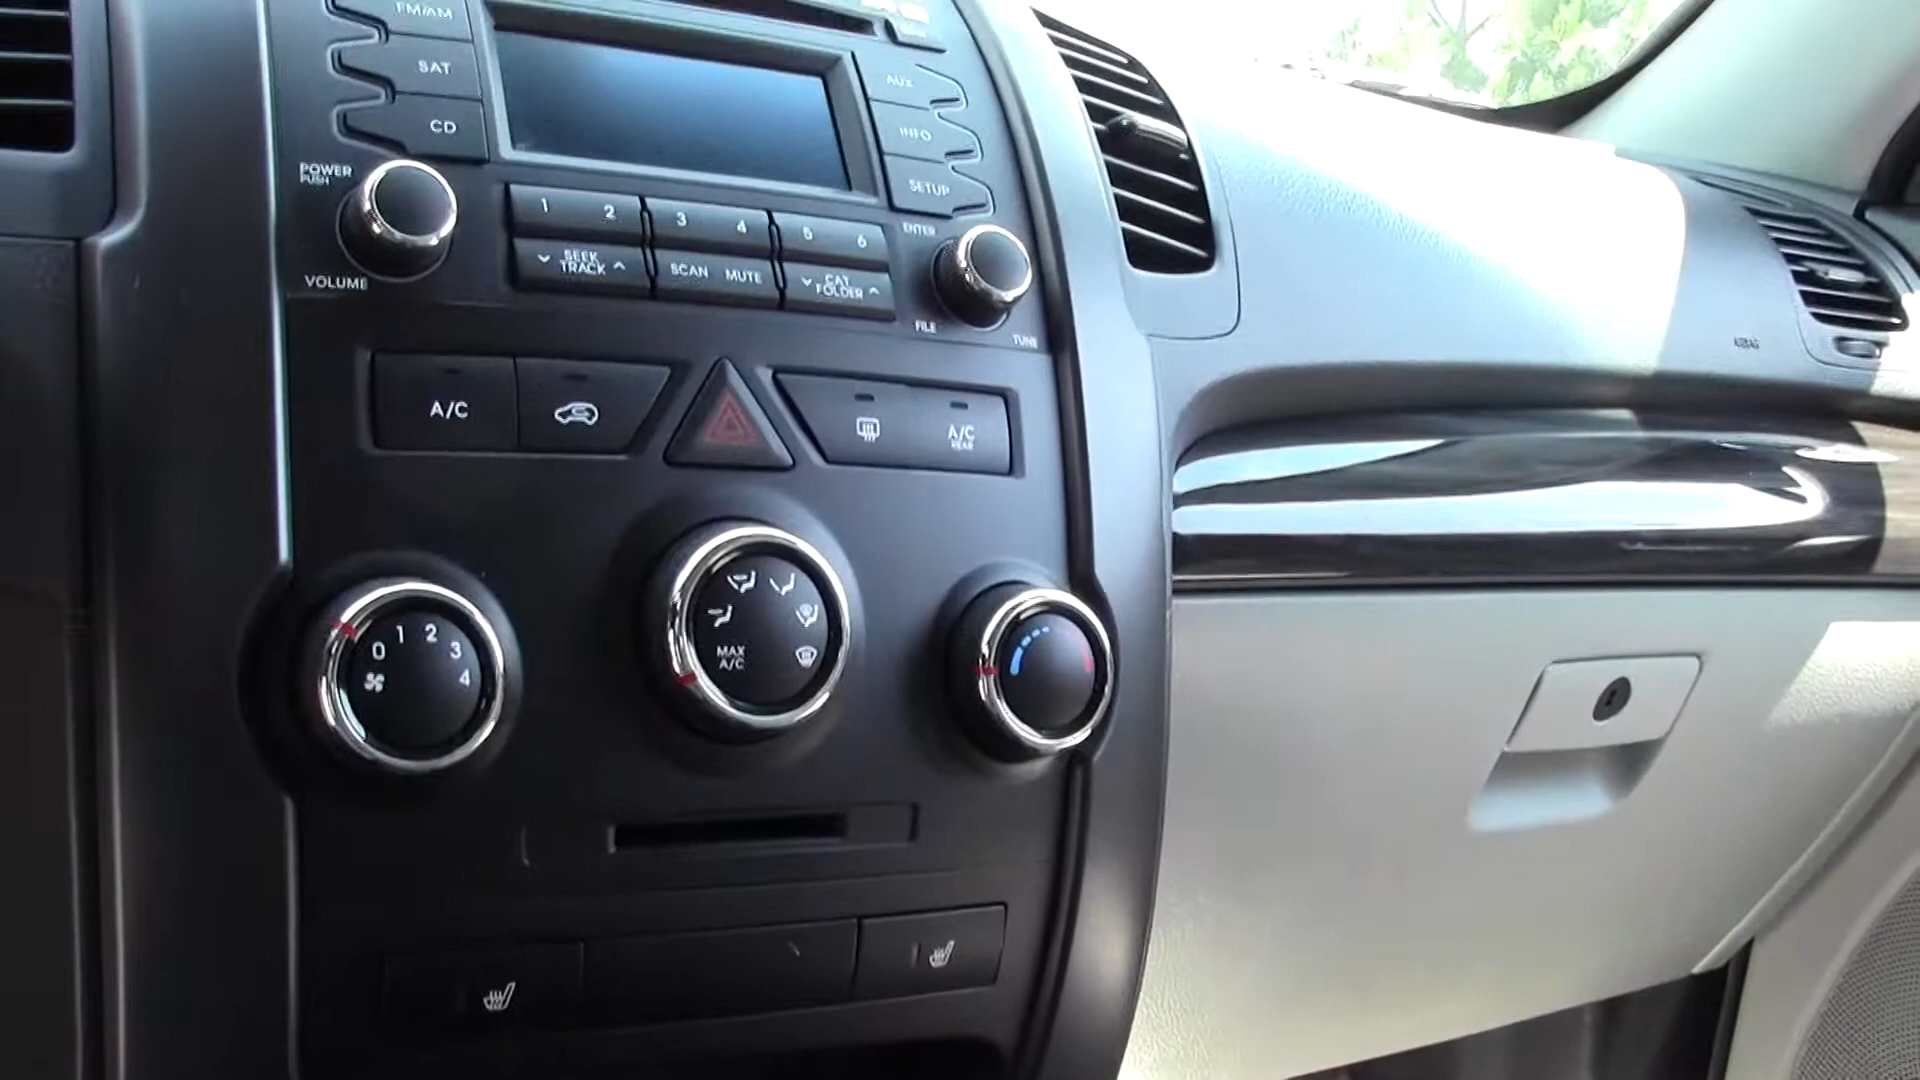 FM/AM
SAT
CD
AUX
INFO
SETUP
POWER
PUSH
VOLUME
1 2 3 4 5 6
SEEK
TRACK
SCAN MUTE
CAT
FOLDER
ENTER
FILE
TUNE
A/C
A/C
REAR
AIRBAG
0 1 2 3 4
MAX
A/C